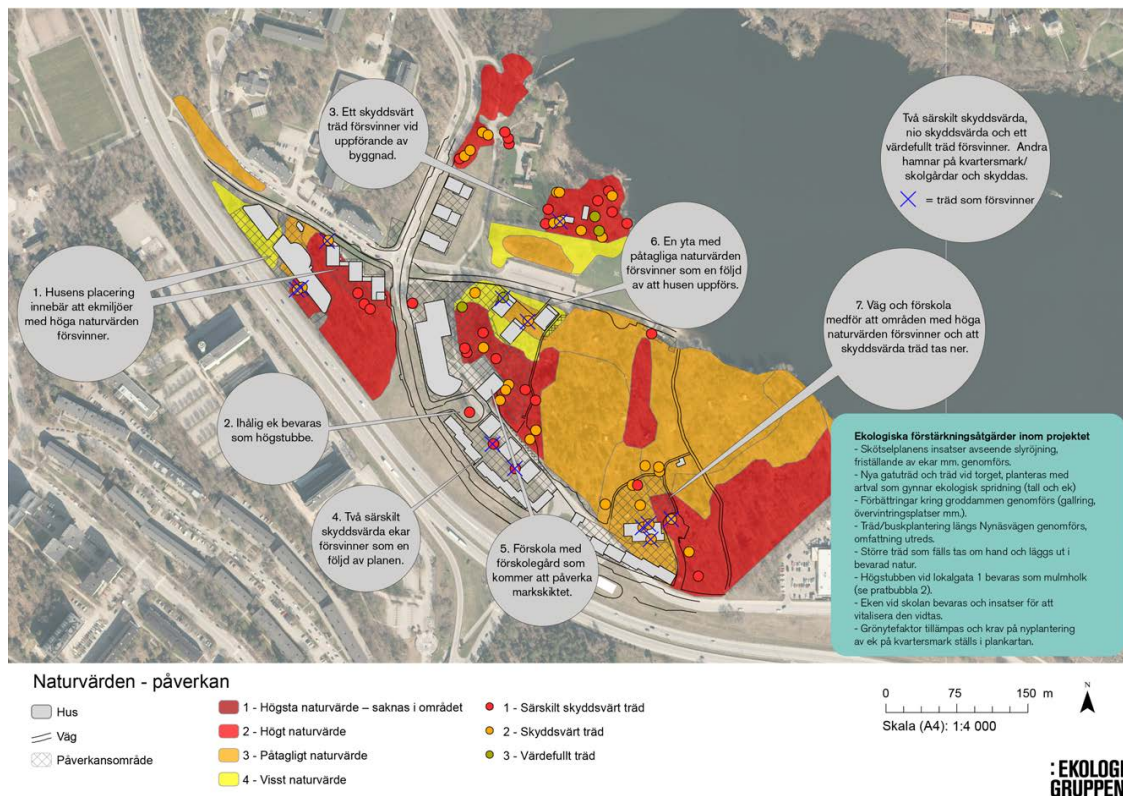 3. Ett skyddsvärt
träd försvinner vid
uppförande av
byggnad.
Två särskilt skyddsvärda,
nio skyddsvärda och ett
värdefullt träd försvinner. Andra
hamnar på kvartersmark/
skolgårdar och skyddas.
= träd som försvinner
1. Husens placering
innebär att ekmiljöer
med höga naturvärden
försvinner.
6. En yta med
påtagliga naturvärden
försvinner som en följd
av att husen uppförs.
7. Väg och förskola
medför att områden med höga
naturvärden försvinner och att
skyddsvärda träd tas ner.
2. Ihålig ek bevaras
som högstubbe.
4. Två särskilt
skyddsvärda ekar
försvinner som en
följd av planen.
5. Förskola med
förskolegård som
kommer att påverka
markskiktet.
Ekologiska förstärkningsåtgärder inom projektet
- Skötselplanens insatser avseende slyröjning,
friställande av ekar mm. genomförs.
- Nya gatuträd och träd vid torget, planteras med
artval som gynnar ekologisk spridning (tall och ek)
- Förbättringar kring groddammen genomförs (gallring,
övervintringsplatser mm.).
- Träd/buskplantering längs Nynäsvägen genomförs,
omfattning utreds.
- Större träd som fälls tas om hand och läggs ut i
bevarad natur.
- Högstubben vid lokalgata 1 bevaras som mulmholk
(se pratbubbla 2).
- Eken vid skolan bevaras och insatser för att
vitalisera den vidtas.
- Grönytefaktor tillämpas och krav på nyplantering
av ek på kvartersmark ställs i plankartan.
Naturvärden - påverkan
Hus
Väg
Påverkansområde
1 - Högsta naturvärde – saknas i området
2 - Högt naturvärde
3 - Påtagligt naturvärde
4 - Visst naturvärde
1 - Särskilt skyddsvärt träd
2 - Skyddsvärt träd
3 - Värdefullt träd
0 75 150 m
Skala (A4): 1:4 000
N
:EKOLOGI
GRUPPEN